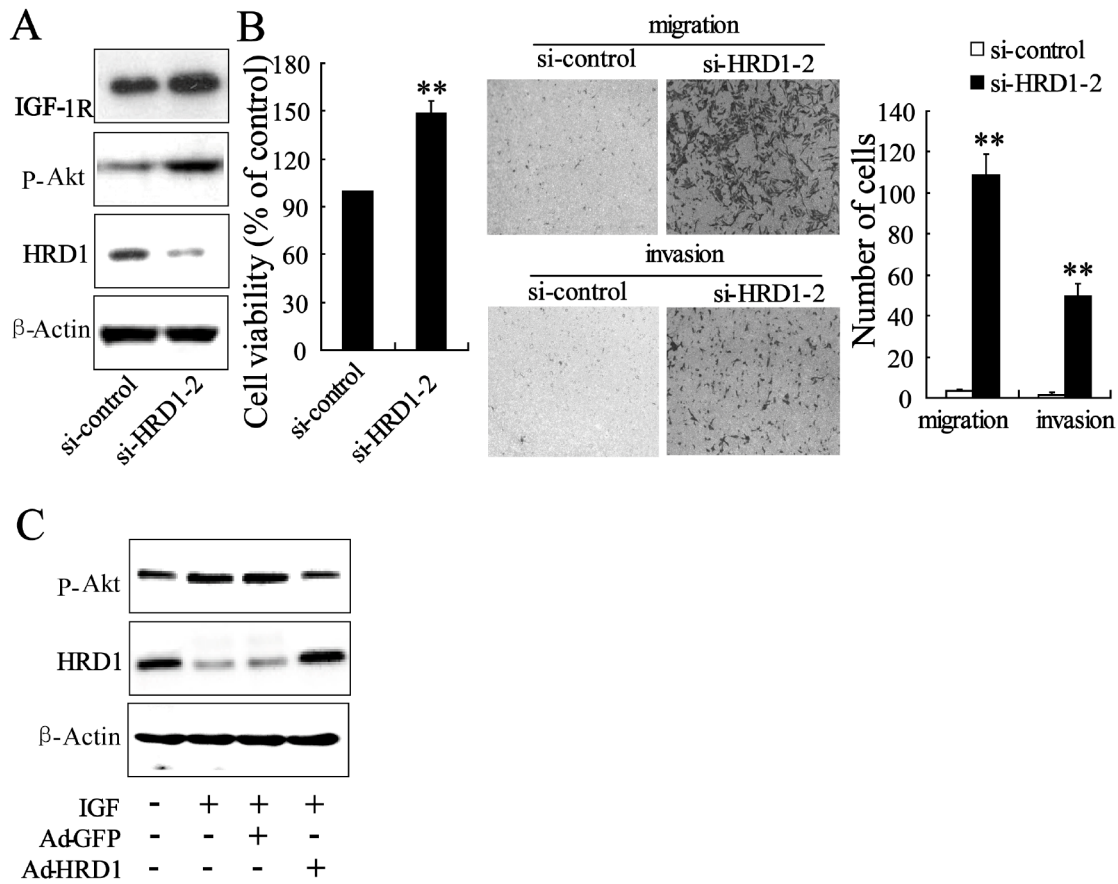 A
IGF-1R
P-Akt
HRD1
β-Actin
si-control
si-HRD1-2
B
Cell viability (% of control)
180
150
120
90
60
30
0
**
si-control
si-HRD1-2
migration
si-control
si-HRD1-2
invasion
si-control
si-HRD1-2
si-control
si-HRD1-2
Number of cells
140
120
100
80
60
40
20
0
**
**
migration
invasion
C
P-Akt
HRD1
β-Actin
IGF - + + +
Ad-GFP - - + -
Ad-HRD1 - - - +